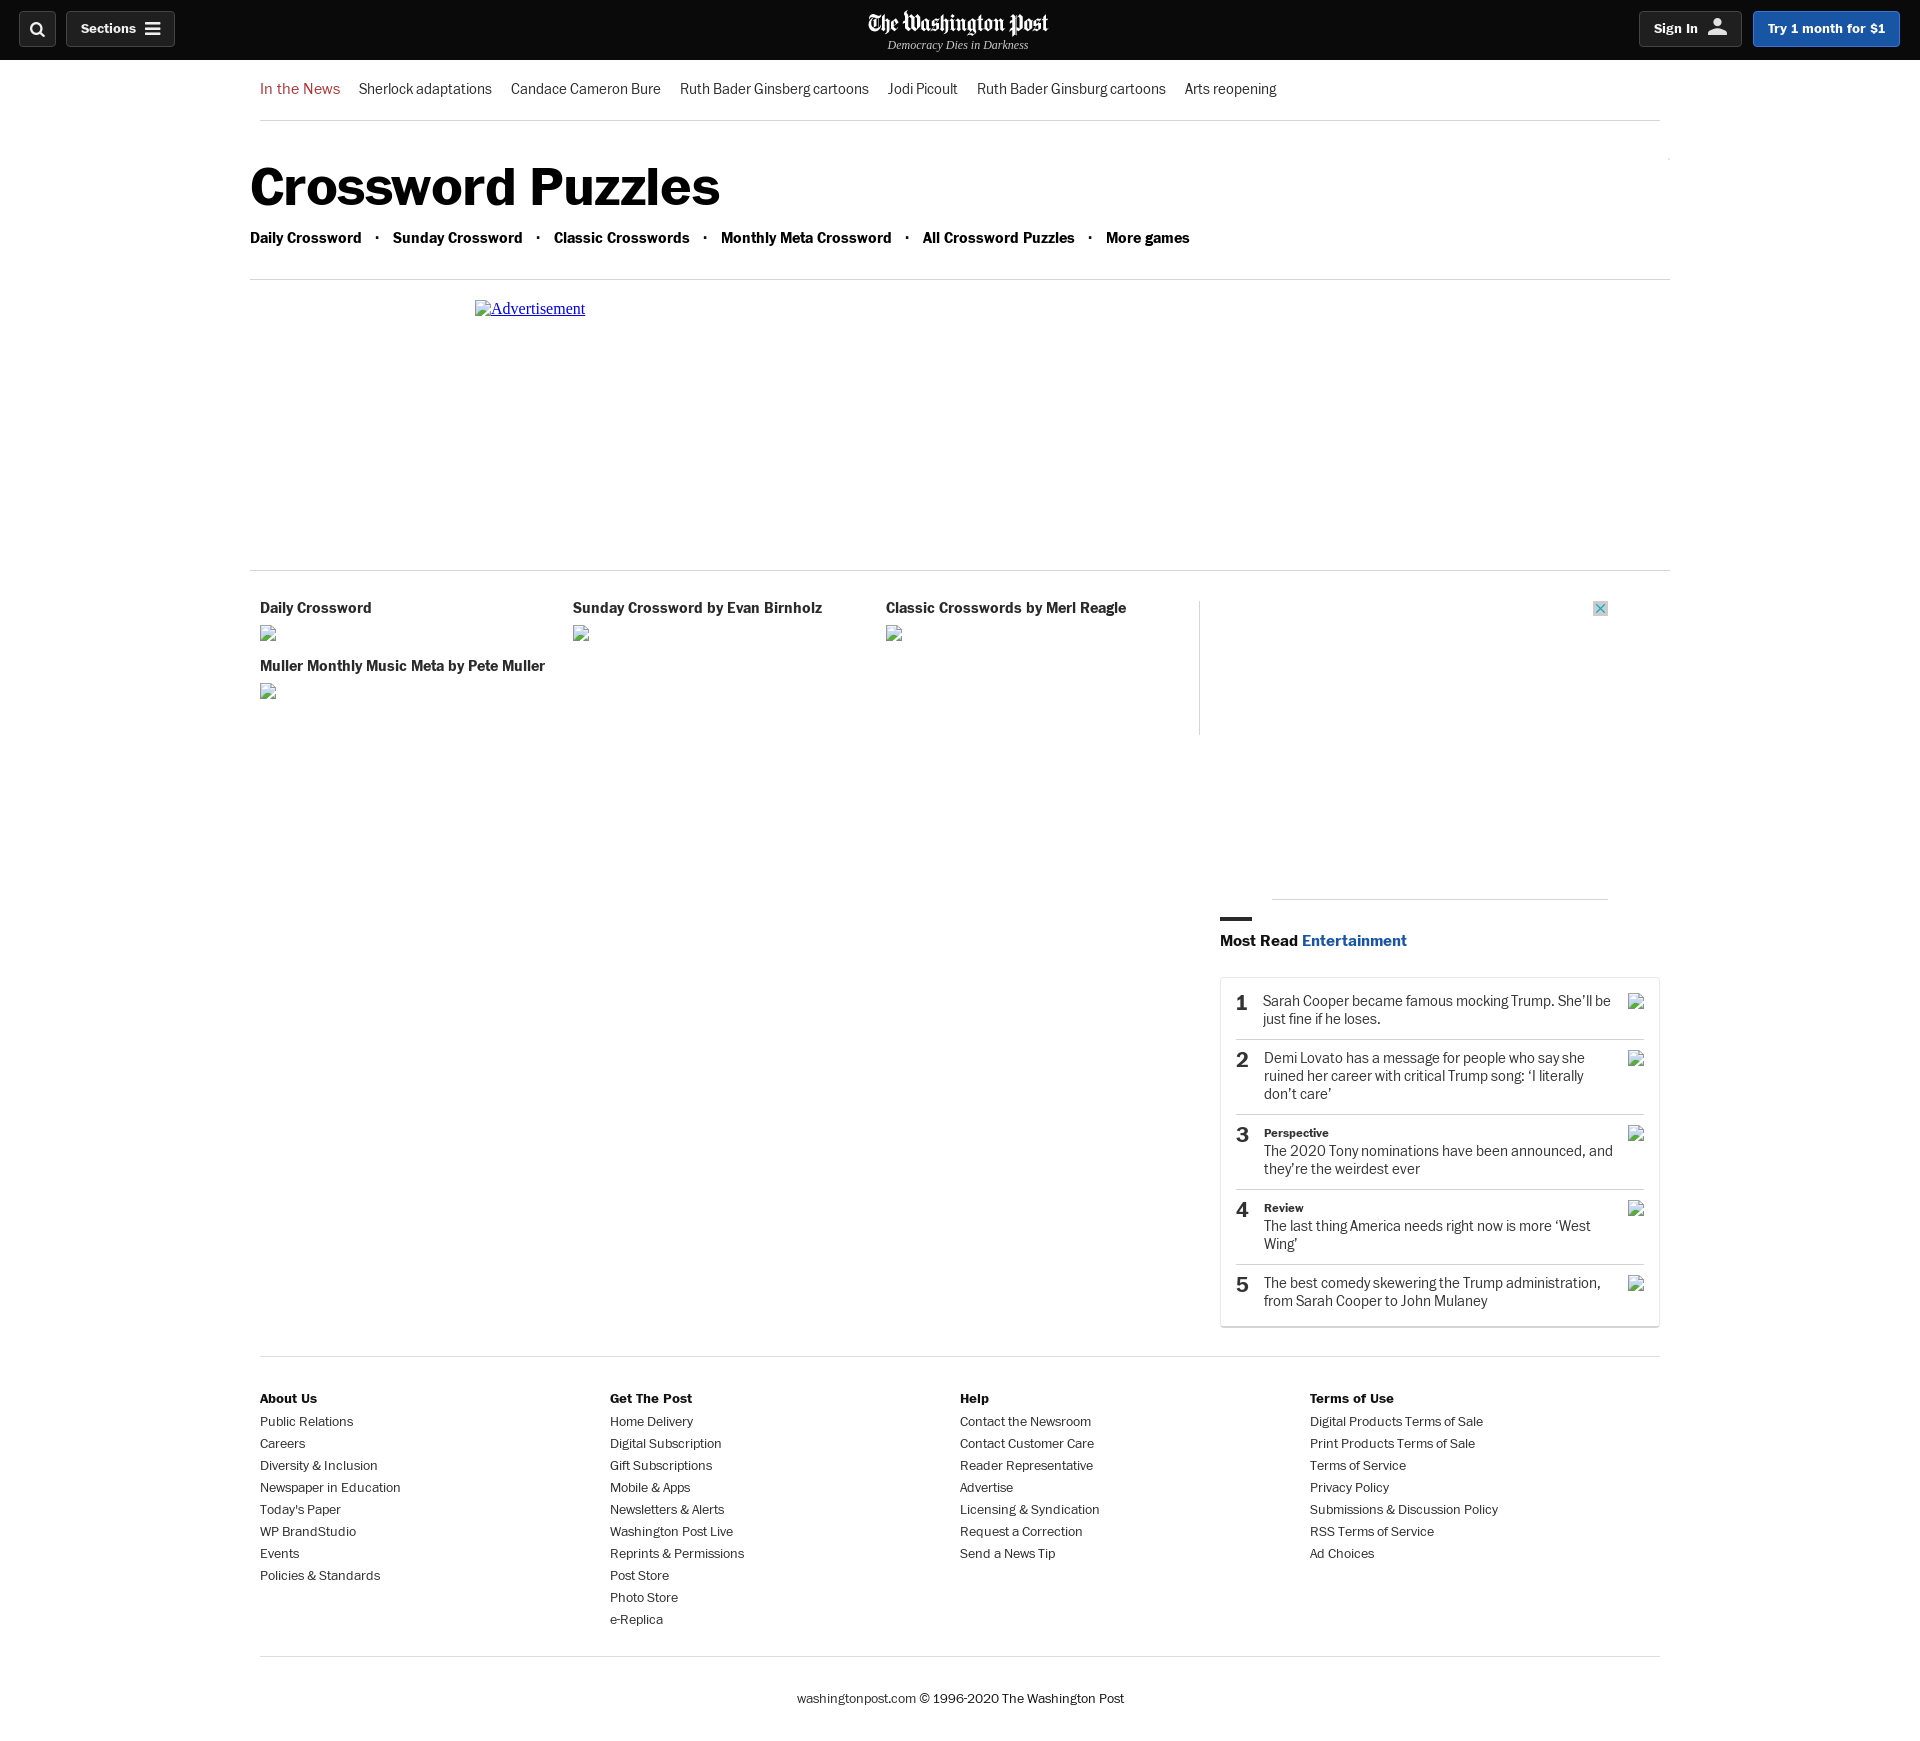 Sections
The Washington Post
Democracy Dies in Darkness
Sign In
Try 1 month for $1
In the News Sherlock adaptations Candace Cameron Bure Ruth Bader Ginsberg cartoons Jodi Picoult Ruth Bader Ginsburg cartoons Arts reopening
Crossword Puzzles
Daily Crossword · Sunday Crossword · Classic Crosswords · Monthly Meta Crossword · All Crossword Puzzles · More games
Advertisement
Daily Crossword
Sunday Crossword by Evan Birnholz
Classic Crosswords by Merl Reagle
Muller Monthly Music Meta by Pete Muller
Most Read Entertainment
1 Sarah Cooper became famous mocking Trump. She’ll be
just fine if he loses.
2 Demi Lovato has a message for people who say she
ruined her career with critical Trump song: ‘I literally
don’t care’
3 Perspective
The 2020 Tony nominations have been announced, and
they’re the weirdest ever
4 Review
The last thing America needs right now is more ‘West
Wing’
5 The best comedy skewering the Trump administration,
from Sarah Cooper to John Mulaney
About Us
Public Relations
Careers
Diversity & Inclusion
Newspaper in Education
Today's Paper
WP BrandStudio
Events
Policies & Standards
Get The Post
Home Delivery
Digital Subscription
Gift Subscriptions
Mobile & Apps
Newsletters & Alerts
Washington Post Live
Reprints & Permissions
Post Store
Photo Store
e-Replica
Help
Contact the Newsroom
Contact Customer Care
Reader Representative
Advertise
Licensing & Syndication
Request a Correction
Send a News Tip
Terms of Use
Digital Products Terms of Sale
Print Products Terms of Sale
Terms of Service
Privacy Policy
Submissions & Discussion Policy
RSS Terms of Service
Ad Choices
washingtonpost.com © 1996-2020 The Washington Post